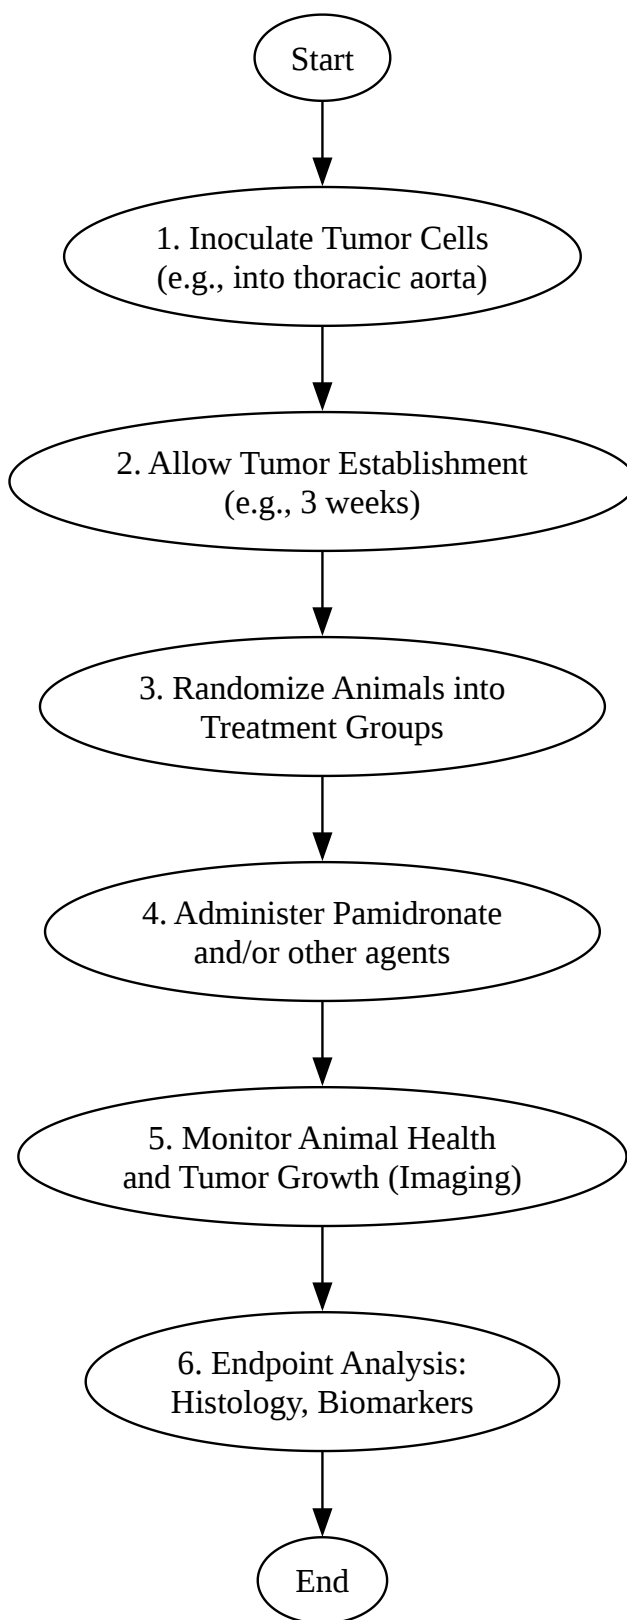 Start
1. Inoculate Tumor Cells
(e.g., into thoracic aorta)
2. Allow Tumor Establishment
(e.g., 3 weeks)
3. Randomize Animals into
Treatment Groups
4. Administer Pamidronate
and/or other agents
5. Monitor Animal Health
and Tumor Growth (Imaging)
6. Endpoint Analysis:
Histology, Biomarkers
End